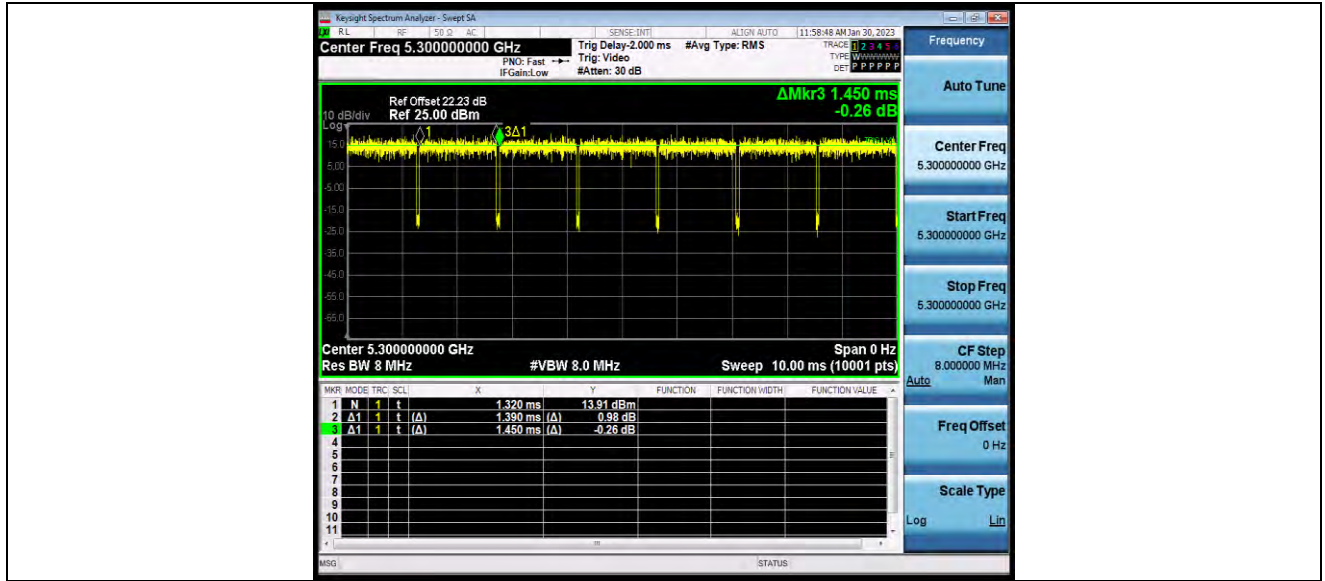 Keysight Spectrum Analyzer - Swept SA
RL RF 50 Ω AC SENSE:INT ALIGN AUTO 11:58:48 AM Jan 30, 2023
Center Freq 5.300000000 GHz Trig Delay-2.000 ms #Avg Type: RMS TRACE 1 2 3 4 5 6
PNO: Fast Trig: Video TYPE W
IFGain:Low #Atten: 30 dB DET P P P P P P
Frequency
Auto Tune
Center Freq
5.300000000 GHz
Start Freq
5.300000000 GHz
Stop Freq
5.300000000 GHz
CF Step
8.000000 MHz
Auto Man
Freq Offset
0 Hz
Scale Type
Log Lin
ΔMkr3 1.450 ms
-0.26 dB
Ref Offset 22.23 dB
10 dB/div Ref 25.00 dBm
Log
1 3Δ1
15.0
5.00
-5.00
-15.0
-25.0
-35.0
-45.0
-55.0
-65.0
Center 5.300000000 GHz Span 0 Hz
Res BW 8 MHz #VBW 8.0 MHz Sweep 10.00 ms (10001 pts)
MKR MODE TRC SCL X Y FUNCTION FUNCTION WIDTH FUNCTION VALUE
1 N 1 t 1.320 ms 13.91 dBm
2 Δ1 1 t (Δ) 1.390 ms (Δ) 0.98 dB
3 Δ1 1 t (Δ) 1.450 ms (Δ) -0.26 dB
4
5
6
7
8
9
10
11
MSG STATUS